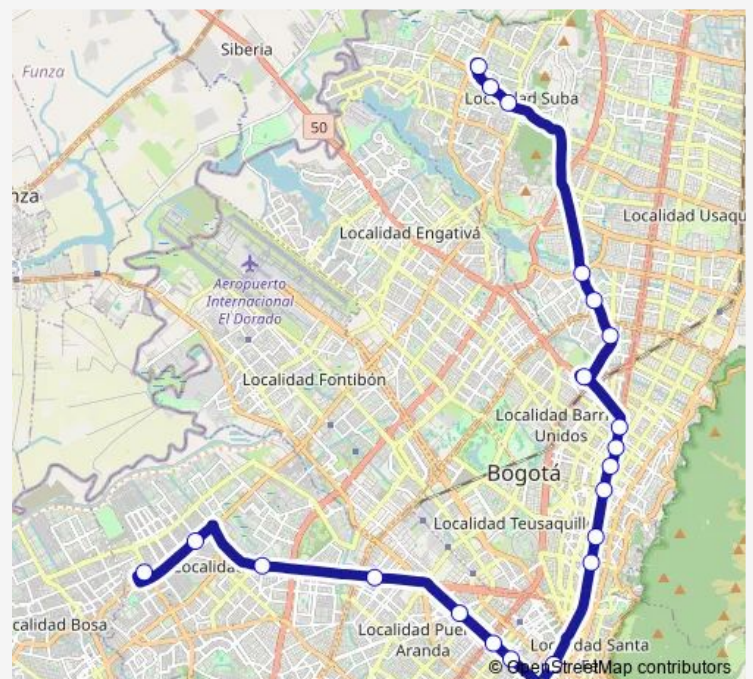 Siberia
Funza
Localidad Suba
50
nza
Localidad Usaqu
Localidad Engativá
Aeropuerto
Internacional
El Dorado
Localidad Fontibón
Localidad Barri
Unidos
Bogotá
Localidad Teusaquill
Localida
calidad Bosa
Localidad Puen
Aranda
Localidad Santa
© OpenStreetMap contributors